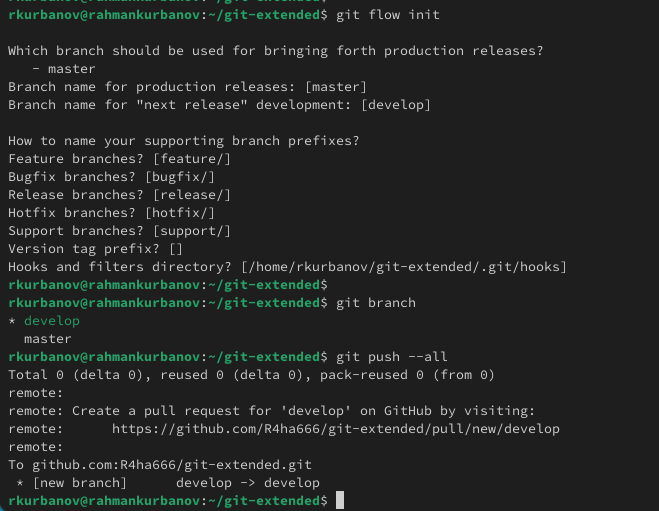 rkurbanov@rahmankurbanov:~/git-extended$ git flow init

Which branch should be used for bringing forth production releases?
   - master
Branch name for production releases: [master]
Branch name for "next release" development: [develop]

How to name your supporting branch prefixes?
Feature branches? [feature/]
Bugfix branches? [bugfix/]
Release branches? [release/]
Hotfix branches? [hotfix/]
Support branches? [support/]
Version tag prefix? []
Hooks and filters directory? [/home/rkurbanov/git-extended/.git/hooks]
rkurbanov@rahmankurbanov:~/git-extended$
rkurbanov@rahmankurbanov:~/git-extended$ git branch
* develop
  master
rkurbanov@rahmankurbanov:~/git-extended$ git push --all
Total 0 (delta 0), reused 0 (delta 0), pack-reused 0 (from 0)
remote:
remote: Create a pull request for 'develop' on GitHub by visiting:
remote:      https://github.com/R4ha666/git-extended/pull/new/develop
remote:
To github.com:R4ha666/git-extended.git
 * [new branch]      develop -> develop
rkurbanov@rahmankurbanov:~/git-extended$